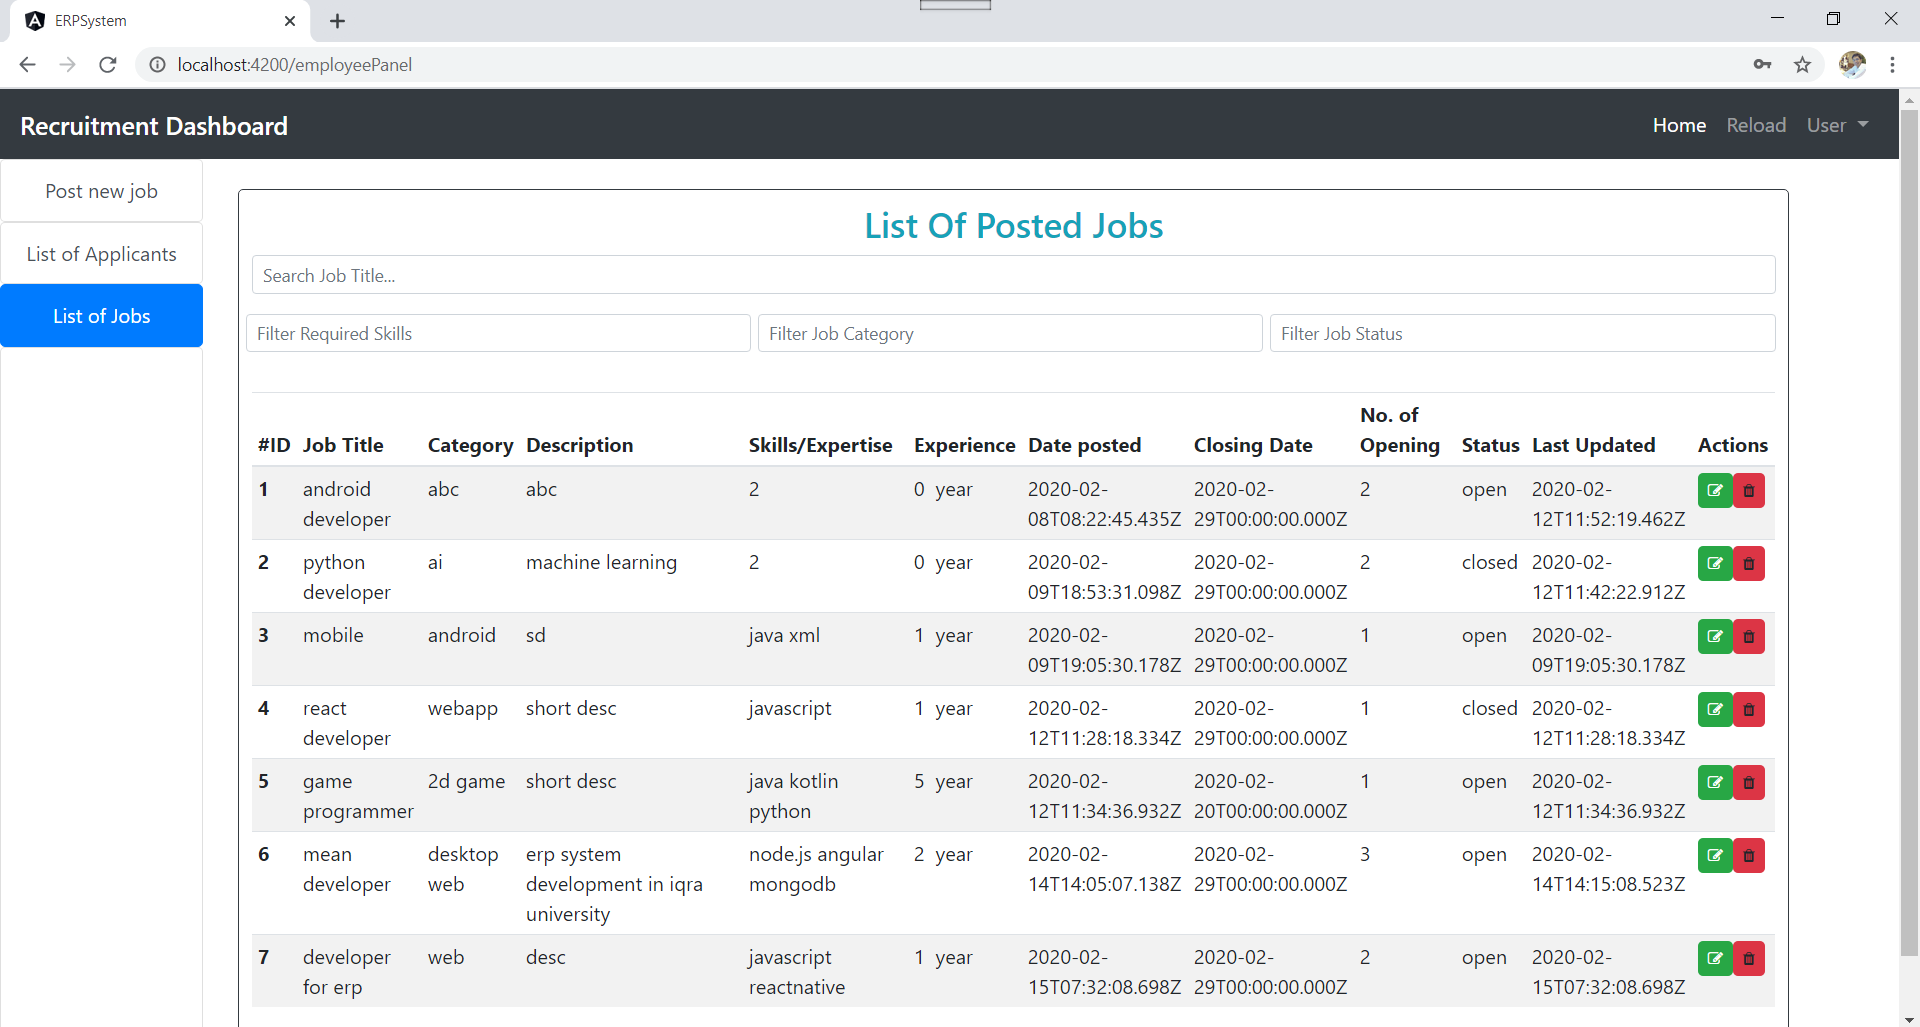 ERPSystem
localhost:4200/employeePanel
Recruitment Dashboard
Home Reload User
Post new job
List of Applicants
List of Jobs
List Of Posted Jobs
Search Job Title...
Filter Required Skills Filter Job Category Filter Job Status
No. of
#ID Job Title Category Description Skills/Expertise Experience Date posted Closing Date Opening Status Last Updated Actions
1 android abc abc 2 0 year 2020-02- 2020-02- 2 open 2020-02-
developer 08T08:22:45.435Z 29T00:00:00.000Z 12T11:52:19.462Z
2 python ai machine learning 2 0 year 2020-02- 2020-02- 2 closed 2020-02-
developer 09T18:53:31.098Z 29T00:00:00.000Z 12T11:42:22.912Z
3 mobile android sd java xml 1 year 2020-02- 2020-02- 1 open 2020-02-
09T19:05:30.178Z 29T00:00:00.000Z 09T19:05:30.178Z
4 react webapp short desc javascript 1 year 2020-02- 2020-02- 1 closed 2020-02-
developer 12T11:28:18.334Z 29T00:00:00.000Z 12T11:28:18.334Z
5 game 2d game short desc java kotlin 5 year 2020-02- 2020-02- 1 open 2020-02-
programmer python 12T11:34:36.932Z 20T00:00:00.000Z 12T11:34:36.932Z
6 mean desktop erp system node.js angular 2 year 2020-02- 2020-02- 3 open 2020-02-
developer web development in iqra mongodb 14T14:05:07.138Z 29T00:00:00.000Z 14T14:15:08.523Z
university
7 developer web desc javascript 1 year 2020-02- 2020-02- 2 open 2020-02-
for erp reactnative 15T07:32:08.698Z 29T00:00:00.000Z 15T07:32:08.698Z